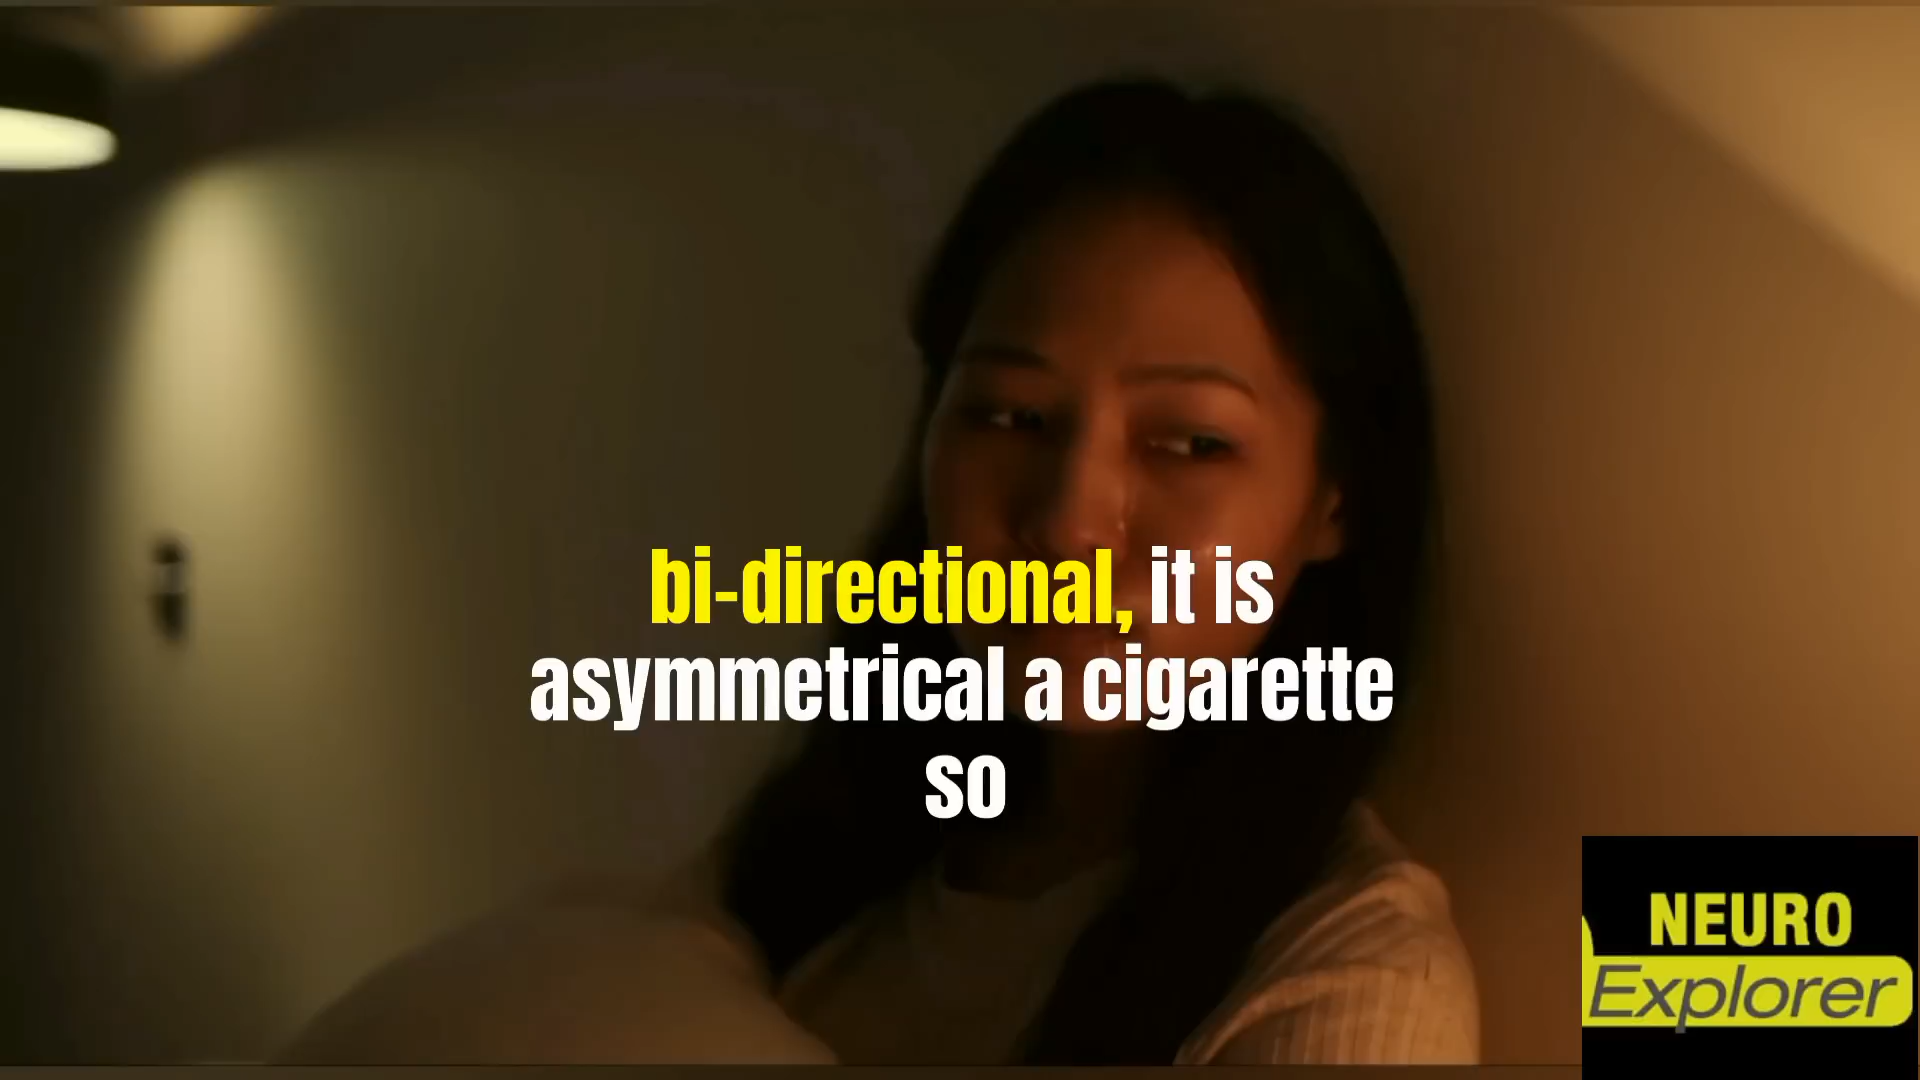 bi-directional, it is
asymmetrical a cigarette
so
NEURO
Explorer